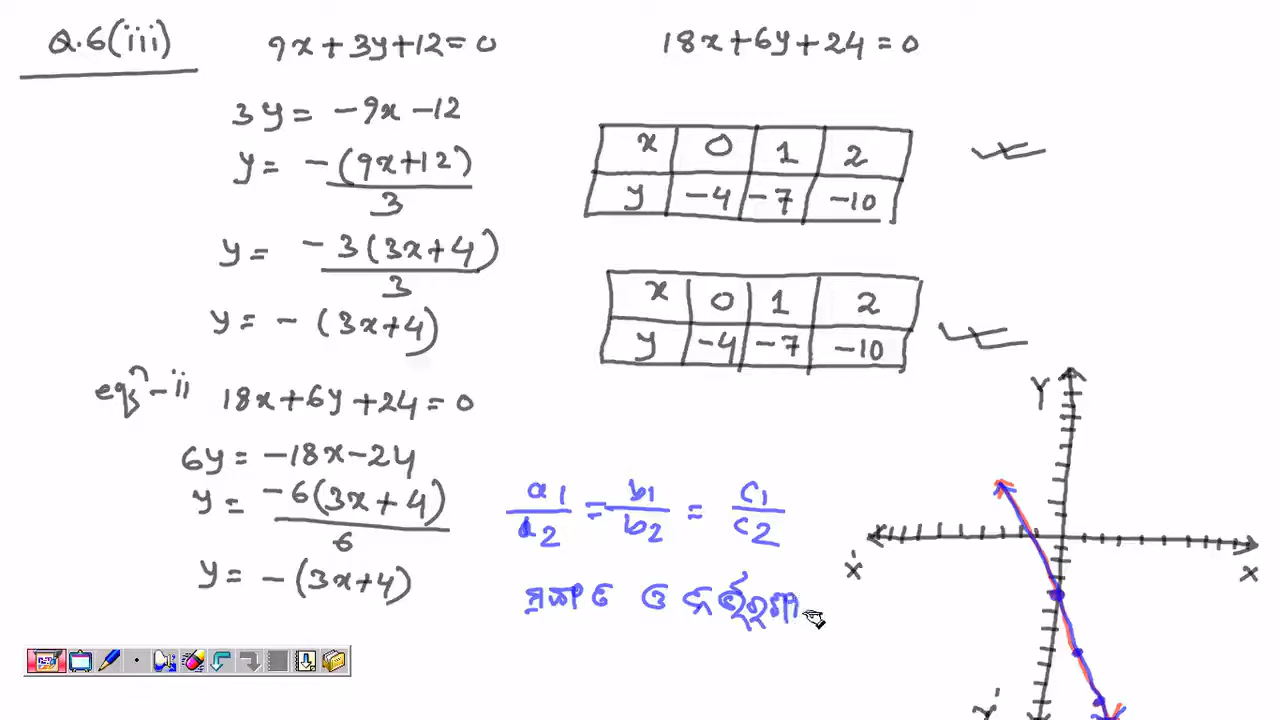 Q.6(iii)
9x+3y+12=0
18x+6y+24=0
3y = -9x-12
y = -(9x+12)/3
y = -3(3x+4)/3
y = -(3x+4)
x 0 1 2
y -4 -7 -10
x 0 1 2
y -4 -7 -10
eqn-ii 18x+6y+24=0
6y = -18x-24
y = -6(3x+4)/6
y = -(3x+4)
a1/a2 = b1/b2 = c1/c2
ଓ
Y
X'
X
Y'